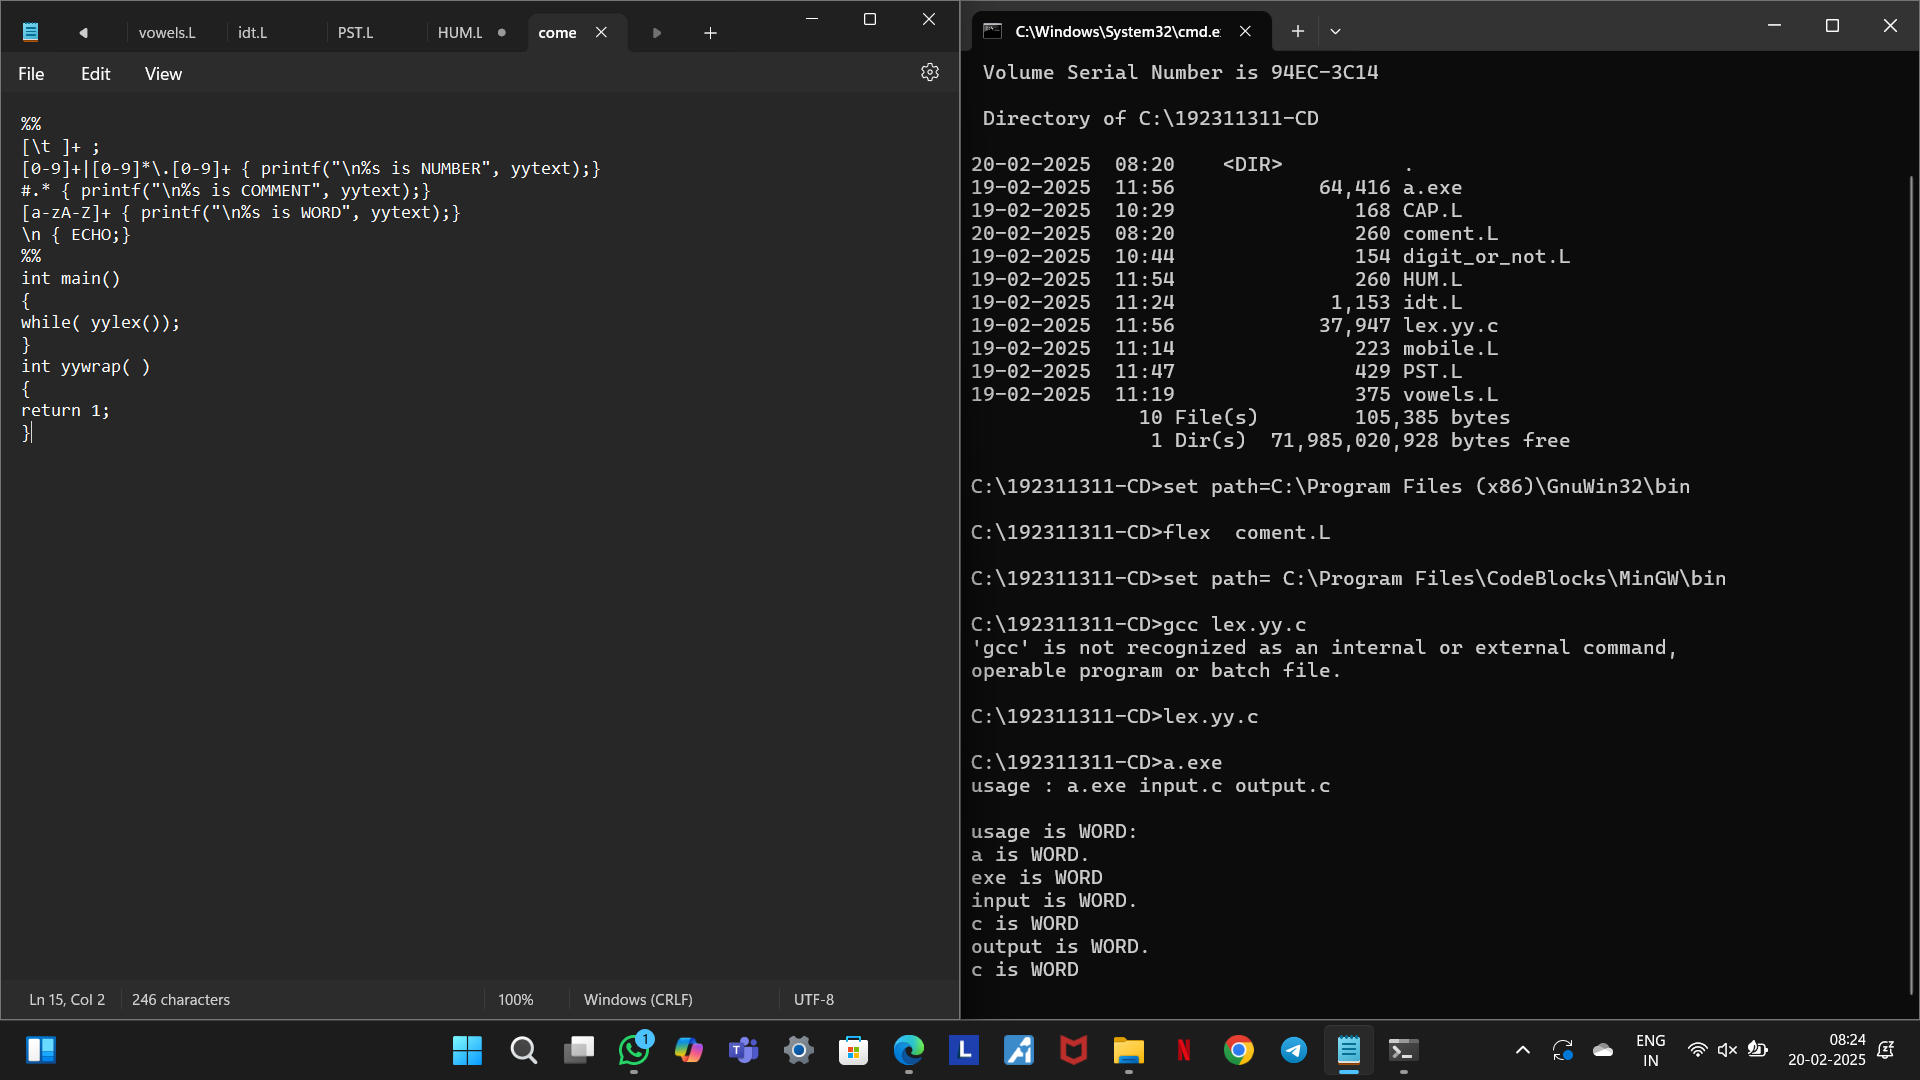 vowels.L
idt.L
PST.L
HUM.L
come
File
Edit
View
%%
[\t ]+ ;
[0-9]+|[0-9]*\.[0-9]+ { printf("\n%s is NUMBER", yytext);}
#.* { printf("\n%s is COMMENT", yytext);}
[a-zA-Z]+ { printf("\n%s is WORD", yytext);}
\n { ECHO;}
%%
int main()
{
while( yylex());
}
int yywrap( )
{
return 1;
}
Ln 15, Col 2
246 characters
100%
Windows (CRLF)
UTF-8
C:\Windows\System32\cmd.e
Volume Serial Number is 94EC-3C14
Directory of C:\192311311-CD
20-02-2025  08:20    <DIR>          .
19-02-2025  11:56            64,416 a.exe
19-02-2025  10:29               168 CAP.L
20-02-2025  08:20               260 coment.L
19-02-2025  10:44               154 digit_or_not.L
19-02-2025  11:54               260 HUM.L
19-02-2025  11:24             1,153 idt.L
19-02-2025  11:56            37,947 lex.yy.c
19-02-2025  11:14               223 mobile.L
19-02-2025  11:47               429 PST.L
19-02-2025  11:19               375 vowels.L
10 File(s)        105,385 bytes
1 Dir(s)  71,985,020,928 bytes free
C:\192311311-CD>set path=C:\Program Files (x86)\GnuWin32\bin
C:\192311311-CD>flex  coment.L
C:\192311311-CD>set path= C:\Program Files\CodeBlocks\MinGW\bin
C:\192311311-CD>gcc lex.yy.c
'gcc' is not recognized as an internal or external command,
operable program or batch file.
C:\192311311-CD>lex.yy.c
C:\192311311-CD>a.exe
usage : a.exe input.c output.c
usage is WORD:
a is WORD.
exe is WORD
input is WORD.
c is WORD
output is WORD.
c is WORD
1
L
N
ENG
IN
08:24
20-02-2025